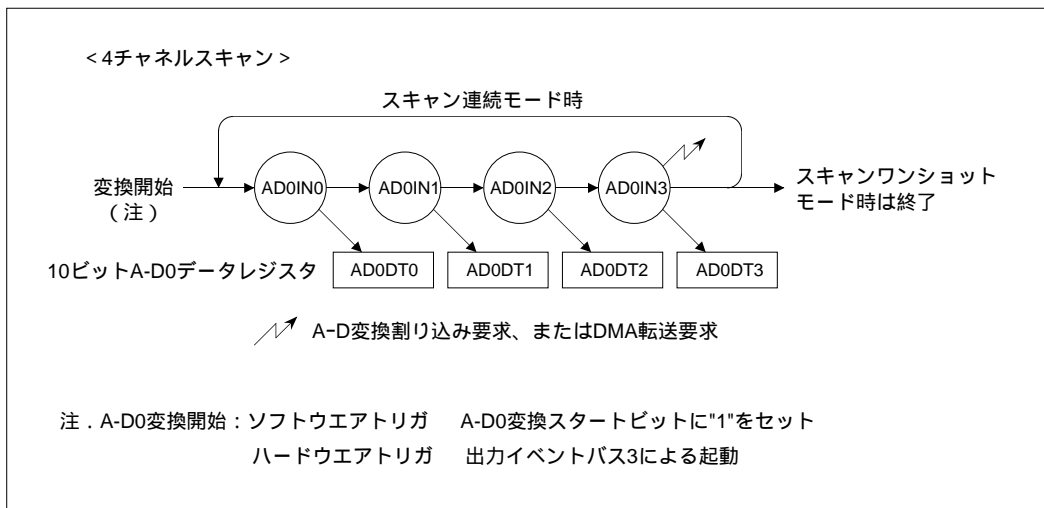 ＜4チャネルスキャン＞
スキャン連続モード時
変換開始
（注）
AD0IN0
AD0IN1
AD0IN2
AD0IN3
スキャンワンショット
モード時は終了
10ビットA-D0データレジスタ
AD0DT0
AD0DT1
AD0DT2
AD0DT3
A-D変換割り込み要求、またはDMA転送要求
注．A-D0変換開始：ソフトウエアトリガ　A-D0変換スタートビットに"1"をセット
ハードウエアトリガ　出力イベントバス3による起動